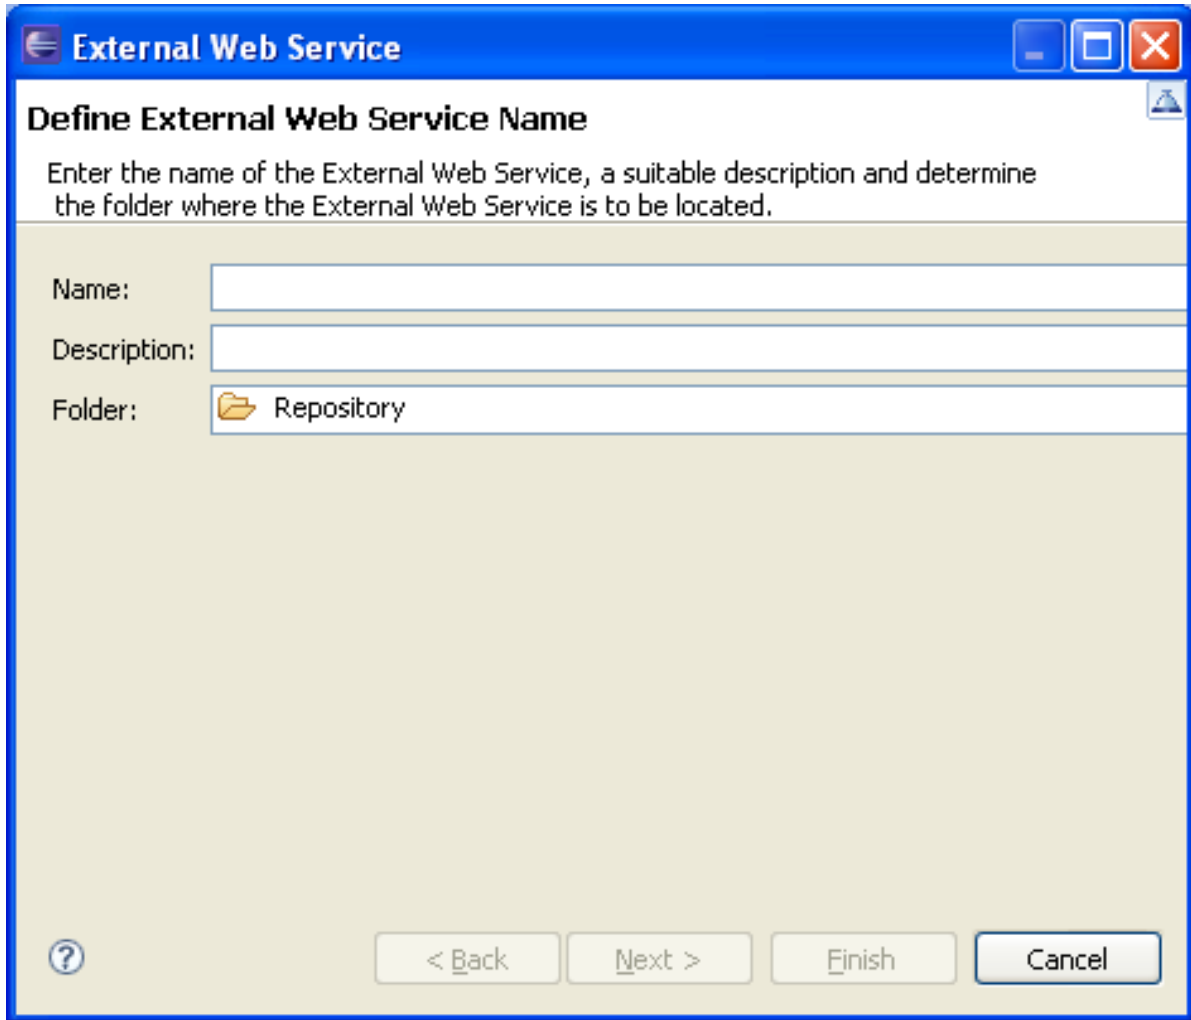 External Web Service
Define External Web Service Name
Enter the name of the External Web Service, a suitable description and determine
the folder where the External Web Service is to be located.
Name:
Description:
Folder: Repository
< Back Next > Finish Cancel